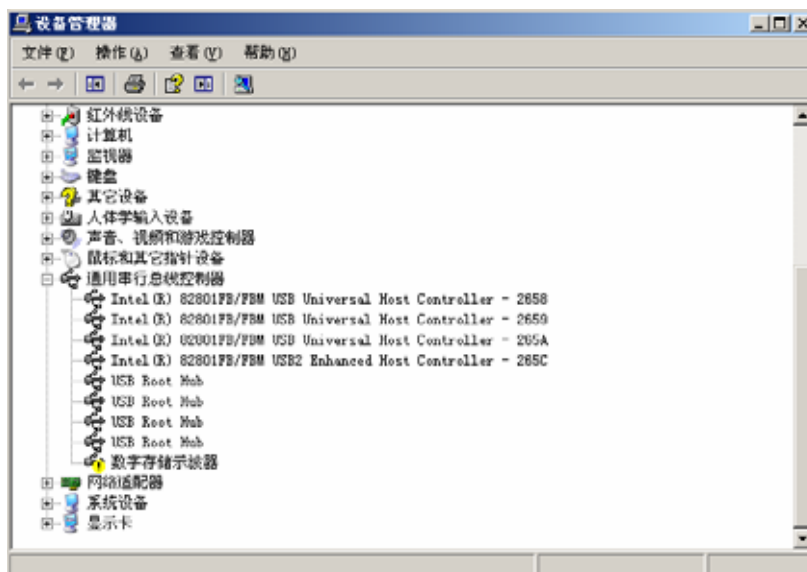 设备管理器
文件(F) 操作(A) 查看(V) 帮助(H)
红外线设备
计算机
监视器
键盘
其它设备
人体学输入设备
声音、视频和游戏控制器
鼠标和其它指针设备
通用串行总线控制器
Intel(R) 82801FB/FBM USB Universal Host Controller - 2658
Intel(R) 82801FB/FBM USB Universal Host Controller - 2659
Intel(R) 82801FB/FBM USB Universal Host Controller - 265A
Intel(R) 82801FB/FBM USB2 Enhanced Host Controller - 265C
USB Root Hub
USB Root Hub
USB Root Hub
USB Root Hub
数字存储示波器
网络适配器
系统设备
显示卡